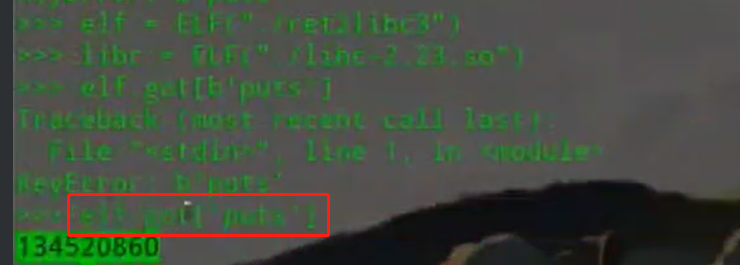 >>> elf = ELF("./ret2libc3")
>>> libr = ELF("./libc-2.23.so")
>>> elf.got[b'puts']
Traceback (most recent call last):
File "<stdin>", line 1, in <module>
KeyError: b'puts'
>>> elf.got['puts']
134520860